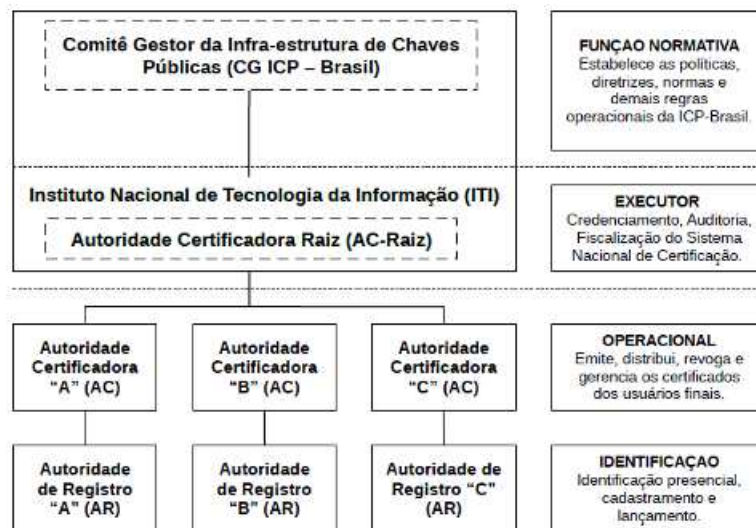 Comitê Gestor da Infra-estrutura de Chaves
Públicas (CG ICP – Brasil)
FUNÇAO NORMATIVA
Estabelece as políticas,
diretrizes, normas e
demais regras
operacionais da ICP-Brasil.
Instituto Nacional de Tecnologia da Informação (ITI)
Autoridade Certificadora Raiz (AC-Raiz)
EXECUTOR
Credenciamento, Auditoria,
Fiscalização do Sistema
Nacional de Certificação.
Autoridade
Certificadora
“A” (AC)
Autoridade
Certificadora
“B” (AC)
Autoridade
Certificadora
“C” (AC)
OPERACIONAL
Emite, distribui, revoga e
gerencia os certificados
dos usuários finais.
Autoridade
de Registro
“A” (AR)
Autoridade
de Registro
“B” (AR)
Autoridade de
Registro “C”
(AR)
IDENTIFICAÇAO
Identificação presencial,
cadastramento e
lançamento.